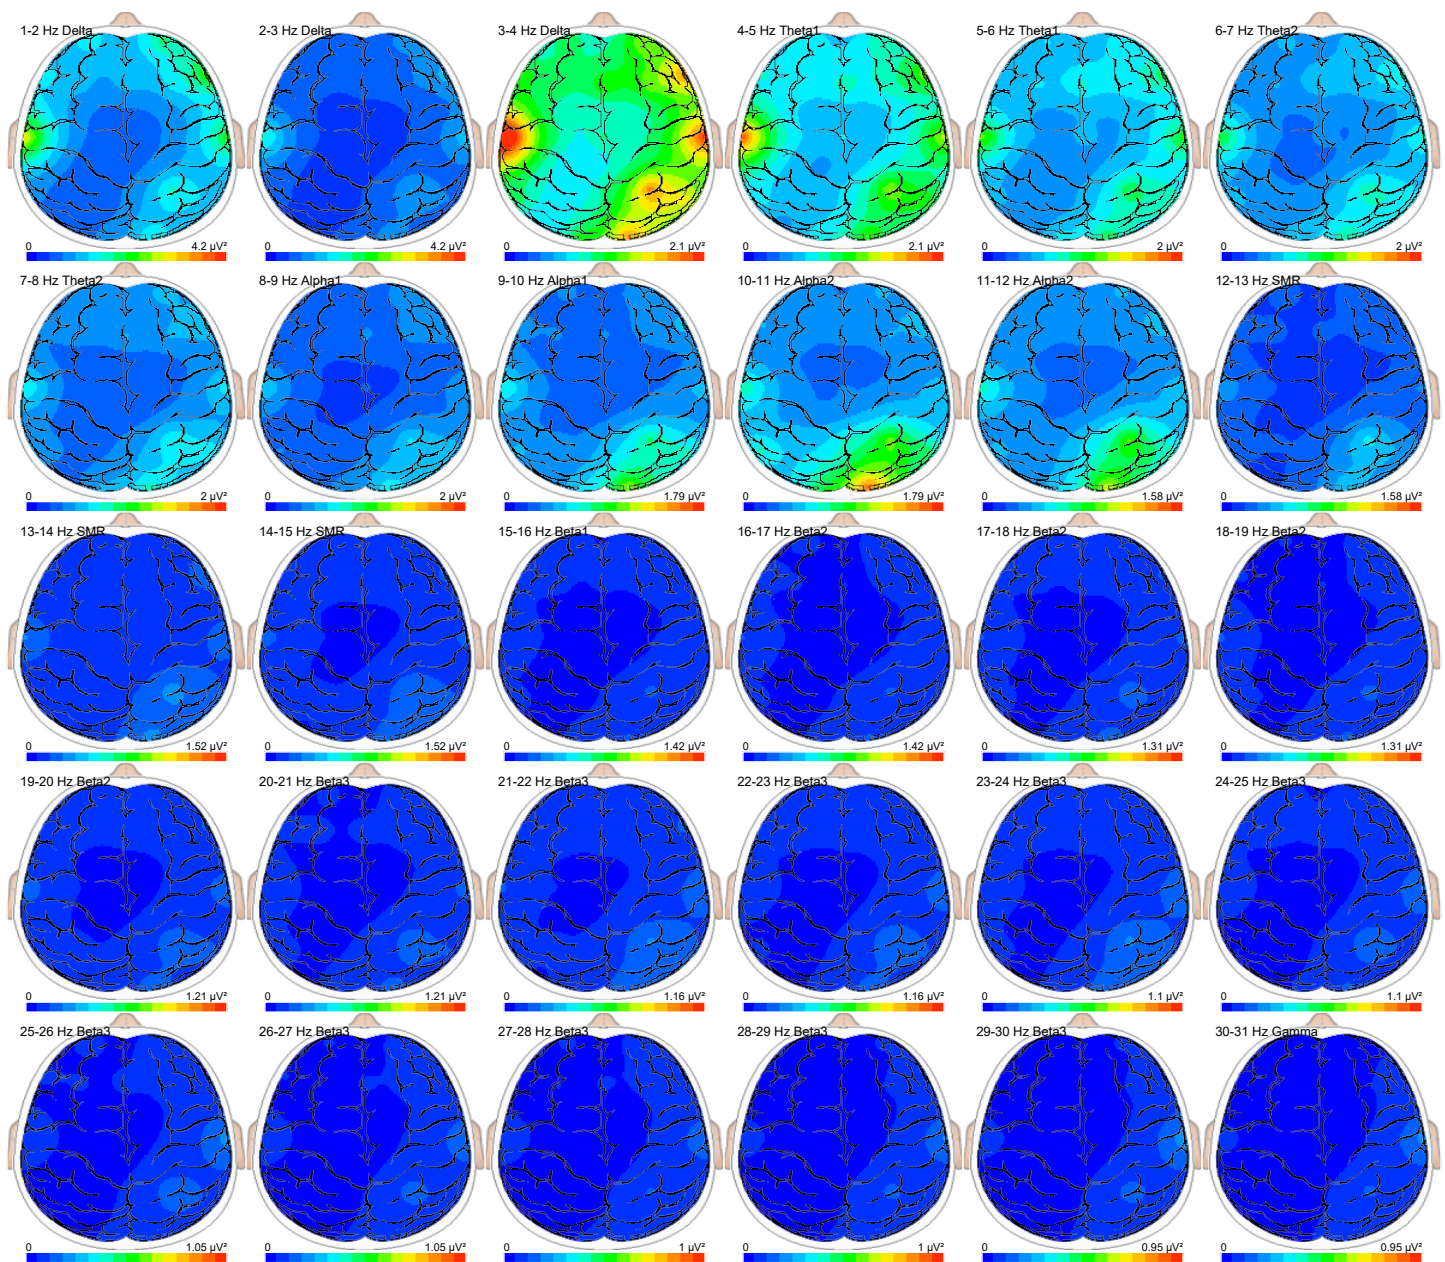 1-2 Hz Delta 2-3 Hz Delta 3-4 Hz Delta 4-5 Hz Theta1 5-6 Hz Theta1 6-7 Hz Theta2
0 4.2 µV² 0 4.2 µV² 0 2.1 µV² 0 2.1 µV² 0 2 µV² 0 2 µV²
7-8 Hz Theta2 8-9 Hz Alpha1 9-10 Hz Alpha1 10-11 Hz Alpha2 11-12 Hz Alpha2 12-13 Hz SMR
0 2 µV² 0 2 µV² 0 1.79 µV² 0 1.79 µV² 0 1.58 µV² 0 1.58 µV²
13-14 Hz SMR 14-15 Hz SMR 15-16 Hz Beta1 16-17 Hz Beta2 17-18 Hz Beta2 18-19 Hz Beta2
0 1.52 µV² 0 1.52 µV² 0 1.42 µV² 0 1.42 µV² 0 1.31 µV² 0 1.31 µV²
19-20 Hz Beta2 20-21 Hz Beta3 21-22 Hz Beta3 22-23 Hz Beta3 23-24 Hz Beta3 24-25 Hz Beta3
0 1.21 µV² 0 1.21 µV² 0 1.16 µV² 0 1.16 µV² 0 1.1 µV² 0 1.1 µV²
25-26 Hz Beta3 26-27 Hz Beta3 27-28 Hz Beta3 28-29 Hz Beta3 29-30 Hz Beta3 30-31 Hz Gamma
0 1.05 µV² 0 1.05 µV² 0 1 µV² 0 1 µV² 0 0.95 µV² 0 0.95 µV²